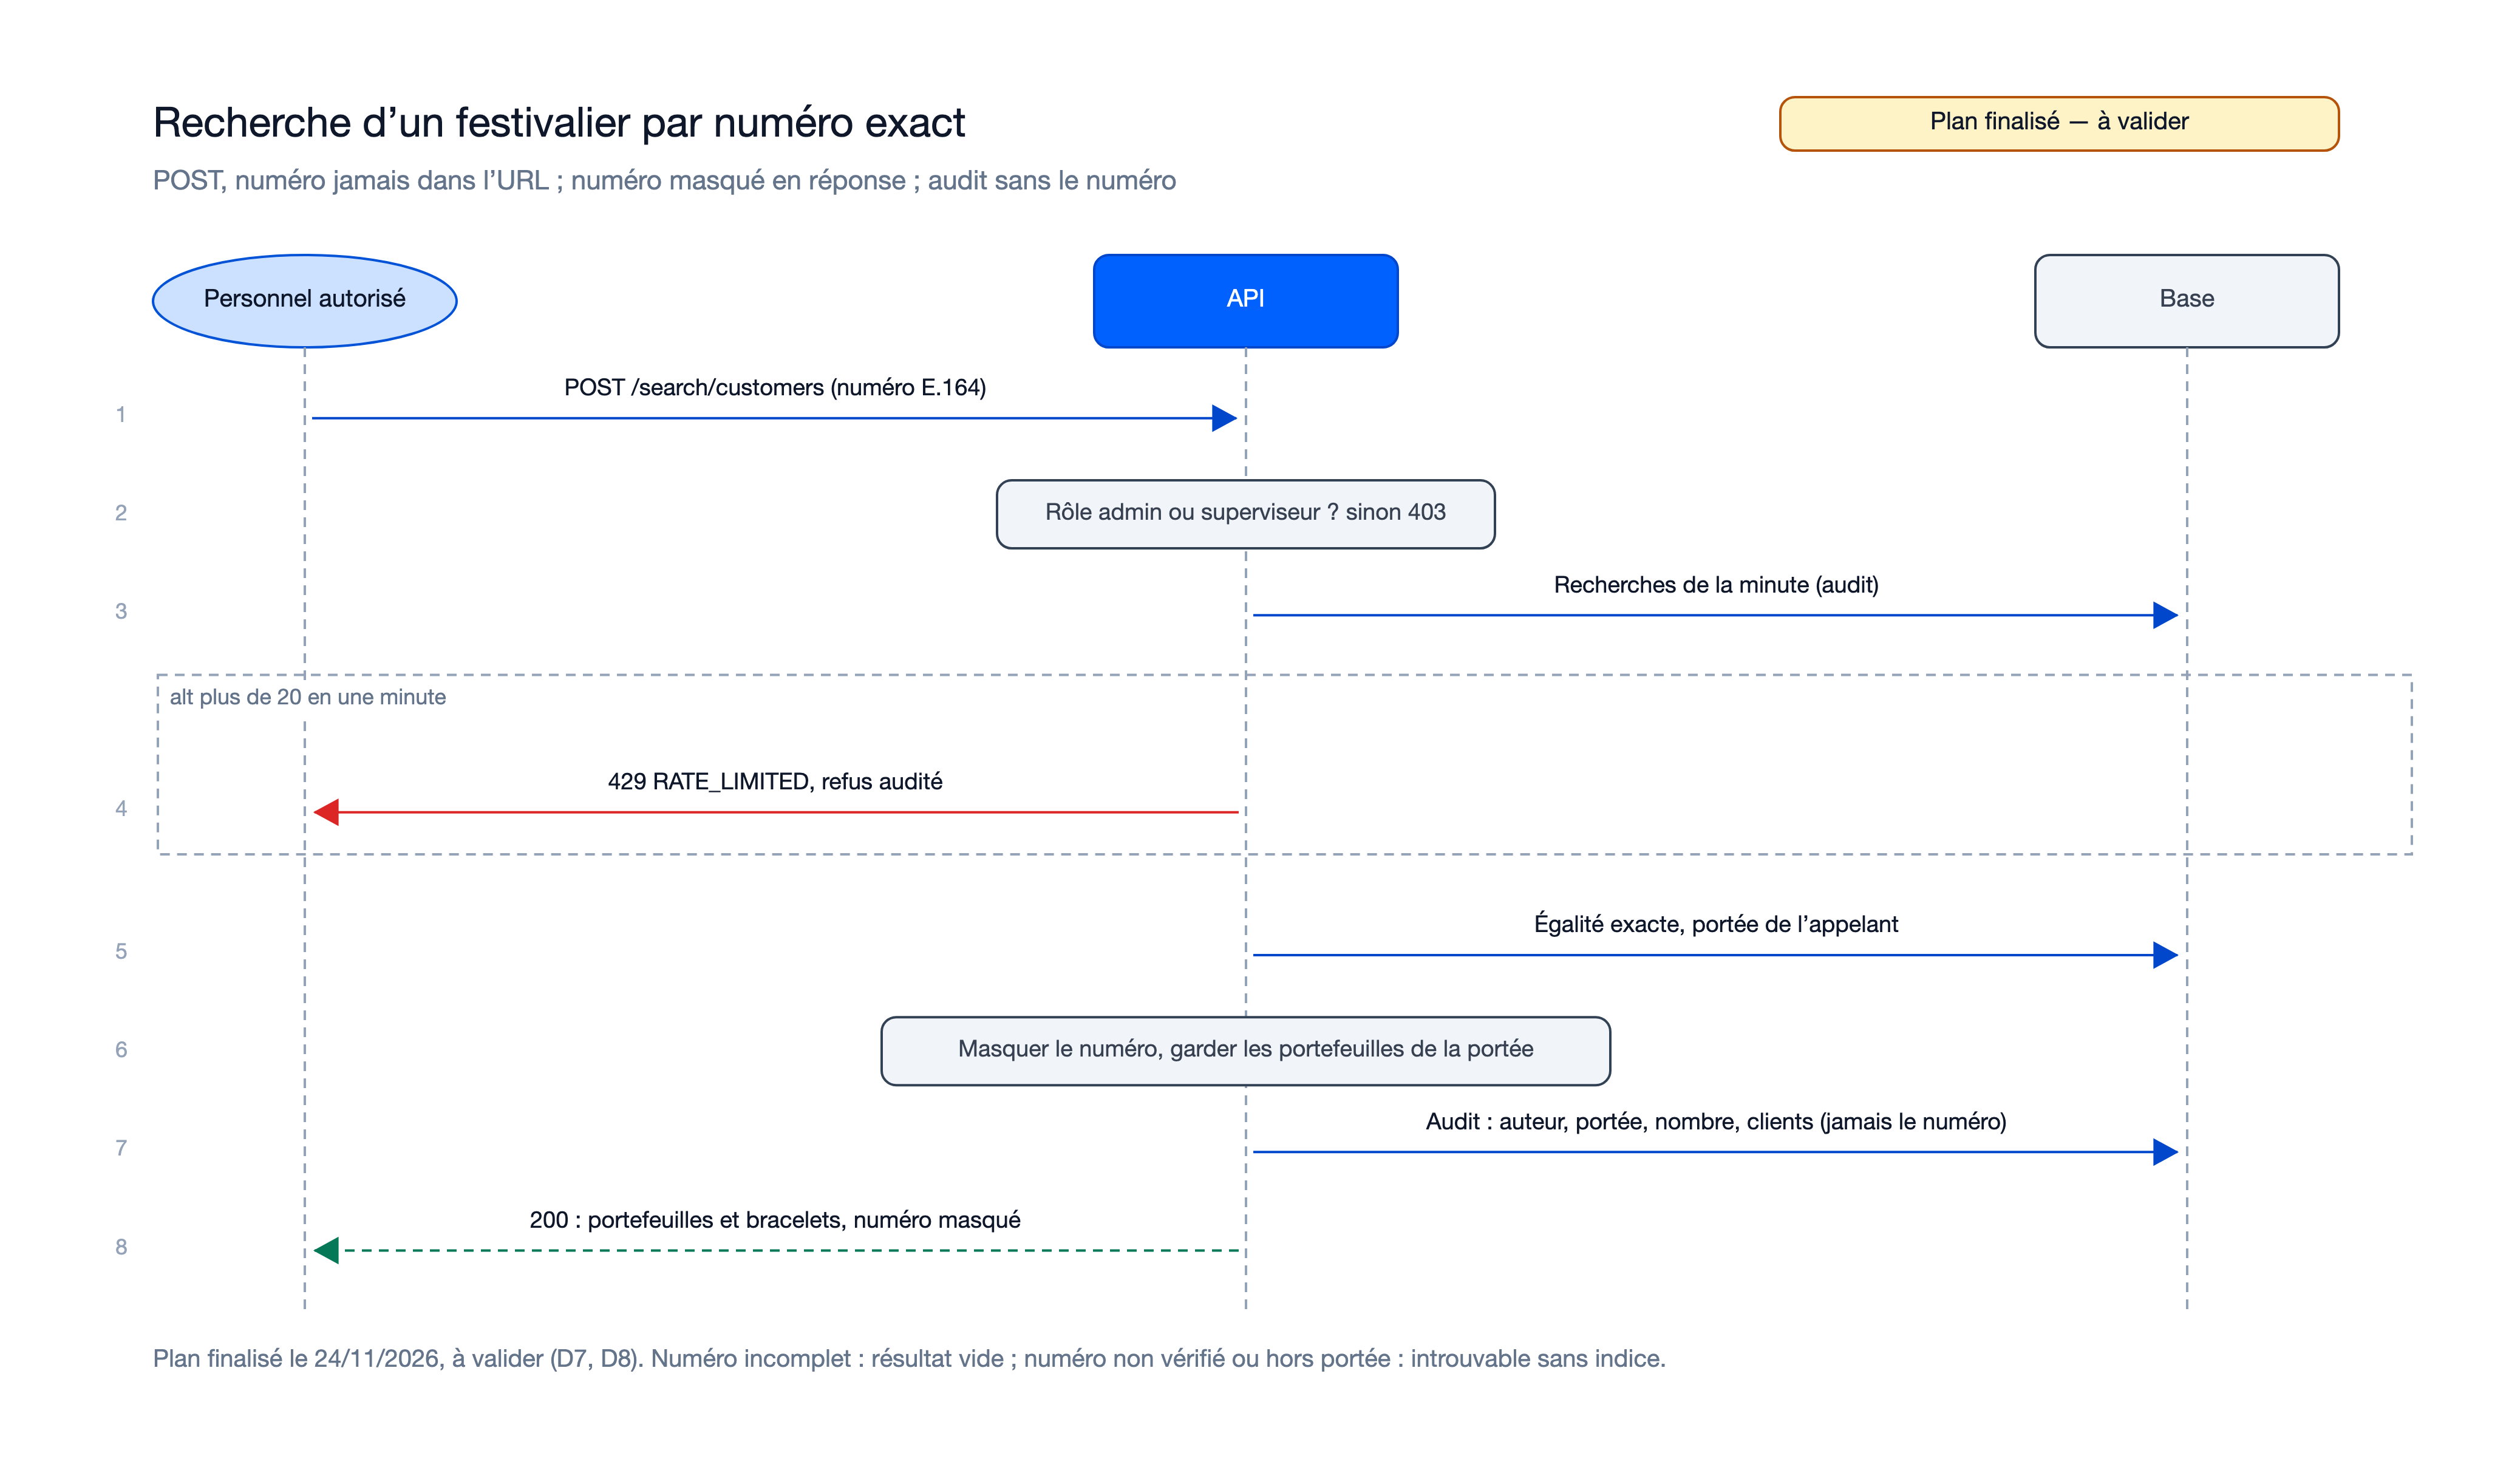 Recherche d’un festivalier par numéro exact
Plan finalisé — à valider
POST, numéro jamais dans l’URL ; numéro masqué en réponse ; audit sans le numéro
Personnel autorisé
API
Base
POST /search/customers (numéro E.164)
1
Rôle admin ou superviseur ? sinon 403
2
Recherches de la minute (audit)
3
alt plus de 20 en une minute
429 RATE_LIMITED, refus audité
4
Égalité exacte, portée de l’appelant
5
Masquer le numéro, garder les portefeuilles de la portée
6
Audit : auteur, portée, nombre, clients (jamais le numéro)
7
200 : portefeuilles et bracelets, numéro masqué
8
Plan finalisé le 24/11/2026, à valider (D7, D8). Numéro incomplet : résultat vide ; numéro non vérifié ou hors portée : introuvable sans indice.